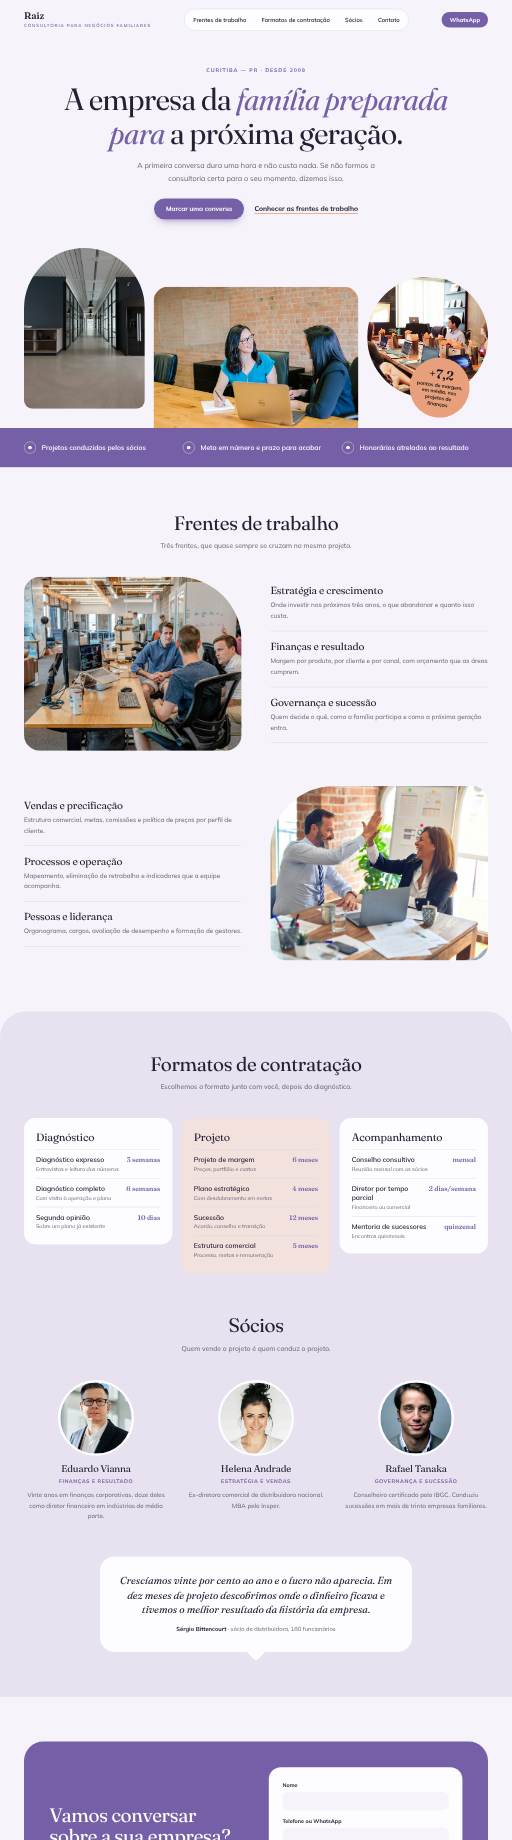 Raiz
CONSULTORIA PARA NEGÓCIOS FAMILIARES
Frentes de trabalho
Formatos de contratação
Sócios
Contato
WhatsApp
CURITIBA — PR · DESDE 2008
A empresa da família preparada
para a próxima geração.
A primeira conversa dura uma hora e não custa nada. Se não formos a
consultoria certa para o seu momento, dizemos isso.
Marcar uma conversa
Conhecer as frentes de trabalho
+7,2
pontos de margem,
em média, nos
projetos de
finanças
Projetos conduzidos pelos sócios
Meta em número e prazo para acabar
Honorários atrelados ao resultado
Frentes de trabalho
Três frentes, que quase sempre se cruzam no mesmo projeto.
Estratégia e crescimento
Onde investir nos próximos três anos, o que abandonar e quanto isso
custa.
Finanças e resultado
Margem por produto, por cliente e por canal, com orçamento que as áreas
cumprem.
Governança e sucessão
Quem decide o quê, como a família participa e como a próxima geração
entra.
Vendas e precificação
Estrutura comercial, metas, comissões e política de preços por perfil de
cliente.
Processos e operação
Mapeamento, eliminação de retrabalho e indicadores que a equipe
acompanha.
Pessoas e liderança
Organograma, cargos, avaliação de desempenho e formação de gestores.
Formatos de contratação
Escolhemos o formato junto com você, depois do diagnóstico.
Diagnóstico
Diagnóstico expresso 3 semanas
Entrevistas e leitura dos números
Diagnóstico completo 6 semanas
Com visita à operação e plano
Segunda opinião 10 dias
Sobre um plano já existente
Projeto
Projeto de margem 6 meses
Preços, portfólio e custos
Plano estratégico 4 meses
Com desdobramento em metas
Sucessão 12 meses
Acordo, conselho e transição
Estrutura comercial 5 meses
Processo, metas e remuneração
Acompanhamento
Conselho consultivo mensal
Reunião mensal com os sócios
Diretor por tempo 2 dias/semana
parcial
Financeiro ou comercial
Mentoria de sucessores quinzenal
Encontros quinzenais
Sócios
Quem vende o projeto é quem conduz o projeto.
Eduardo Vianna
FINANÇAS E RESULTADO
Vinte anos em finanças corporativas, doze deles
como diretor financeiro em indústrias de médio
porte.
Helena Andrade
ESTRATÉGIA E VENDAS
Ex-diretora comercial de distribuidora nacional,
MBA pelo Insper.
Rafael Tanaka
GOVERNANÇA E SUCESSÃO
Conselheiro certificado pelo IBGC. Conduziu
sucessões em mais de trinta empresas familiares.
Crescíamos vinte por cento ao ano e o lucro não aparecia. Em
dez meses de projeto descobrimos onde o dinheiro ficava e
tivemos o melhor resultado da história da empresa.
Sérgio Bittencourt · sócio de distribuidora, 180 funcionários
Vamos conversar
sobre a sua empresa?
Nome
Telefone ou WhatsApp